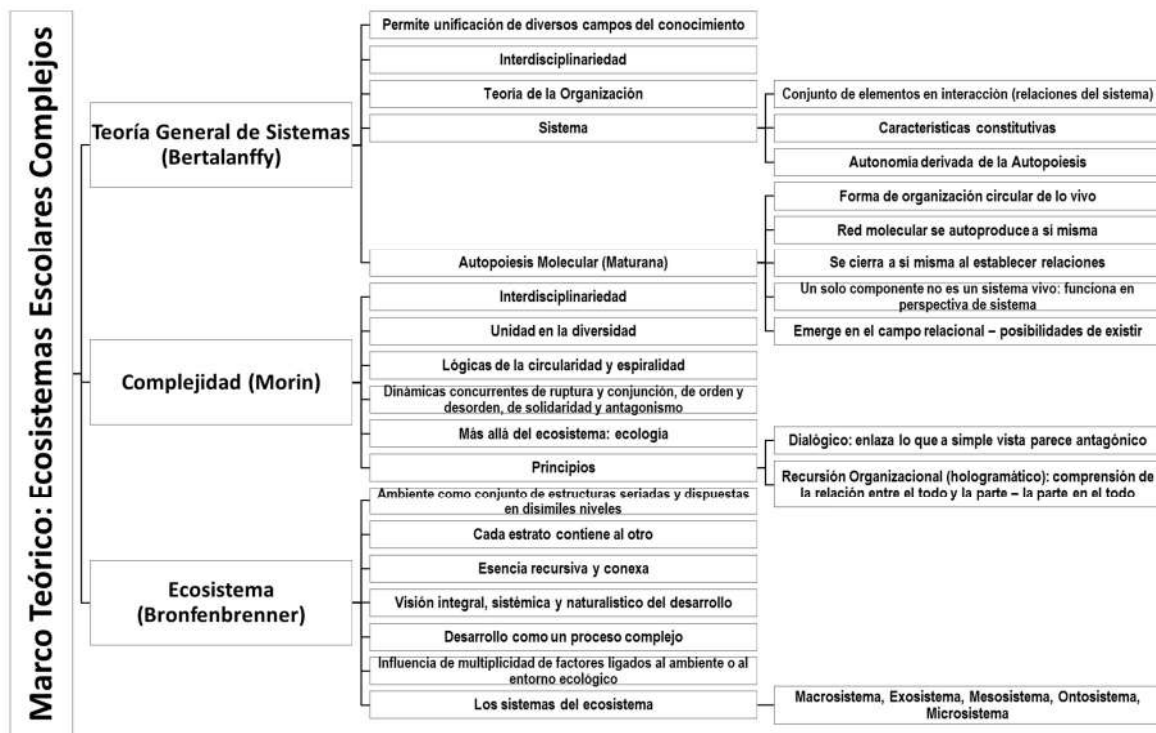 Marco Teórico: Ecosistemas Escolares Complejos
Teoría General de Sistemas
(Bertalanffy)
Permite unificación de diversos campos del conocimiento
Interdisciplinariedad
Teoría de la Organización
Sistema
Conjunto de elementos en interacción (relaciones del sistema)
Características constitutivas
Autonomía derivada de la Autopoiesis
Autopoiesis Molecular (Maturana)
Forma de organización circular de lo vivo
Red molecular se autoproduce a si misma
Se cierra a si misma al establecer relaciones
Un solo componente no es un sistema vivo: funciona en
perspectiva de sistema
Emerge en el campo relacional – posibilidades de existir
Complejidad (Morin)
Interdisciplinariedad
Unidad en la diversidad
Lógicas de la circularidad y espiralidad
Dinámicas concurrentes de ruptura y conjunción, de orden y
desorden, de solidaridad y antagonismo
Más allá del ecosistema: ecología
Principios
Dialógico: enlaza lo que a simple vista parece antagónico
Recursión Organizacional (hologramático): comprensión de
la relación entre el todo y la parte – la parte en el todo
Ecosistema
(Bronfenbrenner)
Ambiente como conjunto de estructuras seriadas y dispuestas
en disímiles niveles
Cada estrato contiene al otro
Esencia recursiva y conexa
Visión integral, sistémica y naturalistico del desarrollo
Desarrollo como un proceso complejo
Influencia de multiplicidad de factores ligados al ambiente o al
entorno ecológico
Los sistemas del ecosistema
Macrosistema, Exosistema, Mesosistema, Ontosistema,
Microsistema